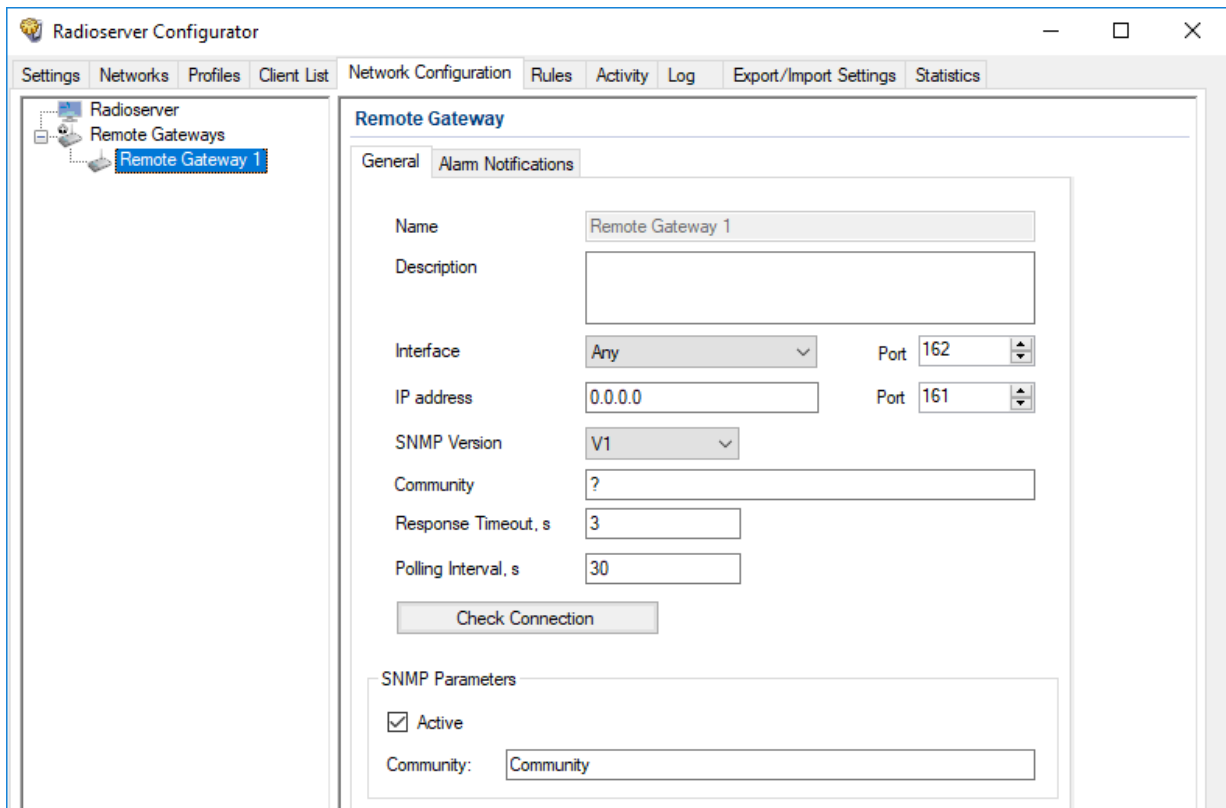 Radioserver Configurator
Settings Networks Profiles Client List Network Configuration Rules Activity Log Export/Import Settings Statistics
Radioserver
Remote Gateways
Remote Gateway 1
Remote Gateway
General Alarm Notifications
Name Remote Gateway 1
Description
Interface Any Port 162
IP address 0.0.0.0 Port 161
SNMP Version V1
Community ?
Response Timeout, s 3
Polling Interval, s 30
Check Connection
SNMP Parameters
Active
Community: Community